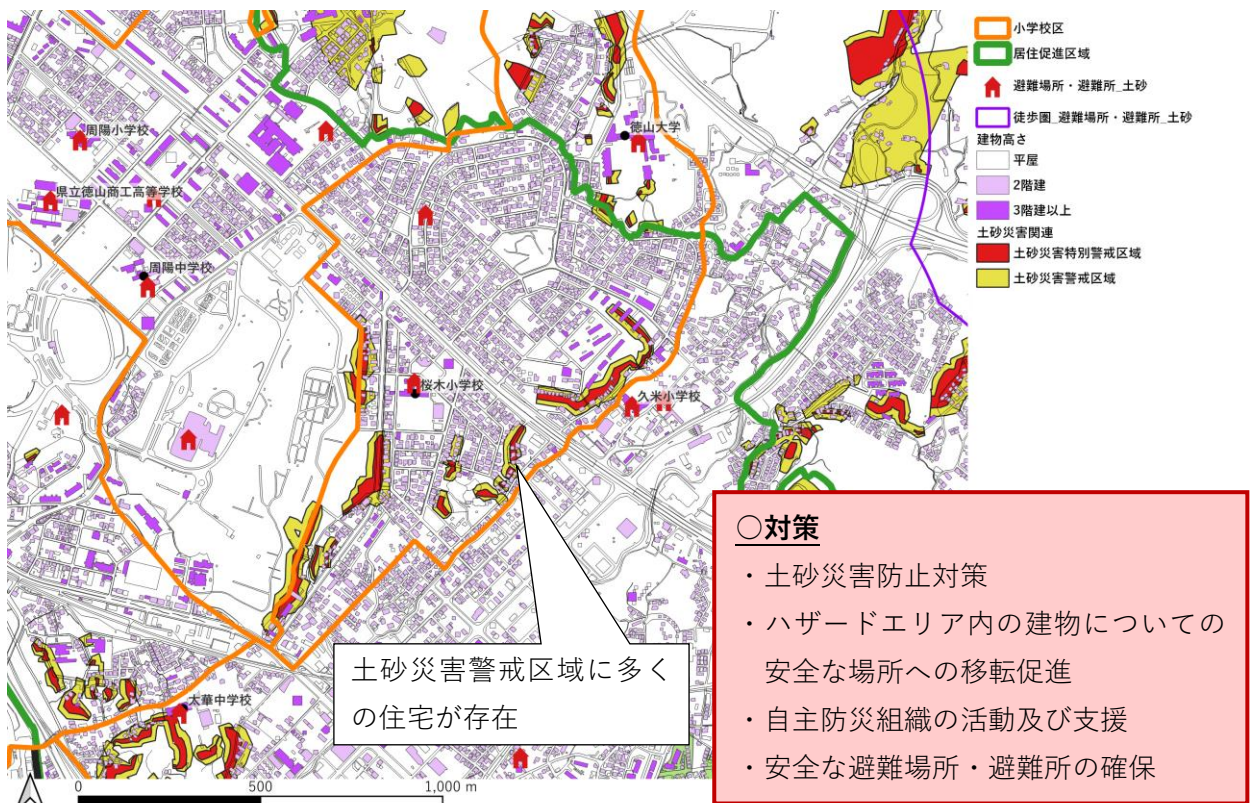 小学校区
居住促進区域
避難場所・避難所_土砂
徒歩圏_避難場所・避難所_土砂
建物高さ
平屋
2階建
3階建以上
土砂災害関連
土砂災害特別警戒区域
土砂災害警戒区域
周陽小学校
徳山大学
県立徳山商工高等学校
周陽中学校
桜木小学校
久米小学校
太華中学校
土砂災害警戒区域に多く
の住宅が存在
○対策
・土砂災害防止対策
・ハザードエリア内の建物についての
安全な場所への移転促進
・自主防災組織の活動及び支援
・安全な避難場所・避難所の確保
0 500 1,000 m